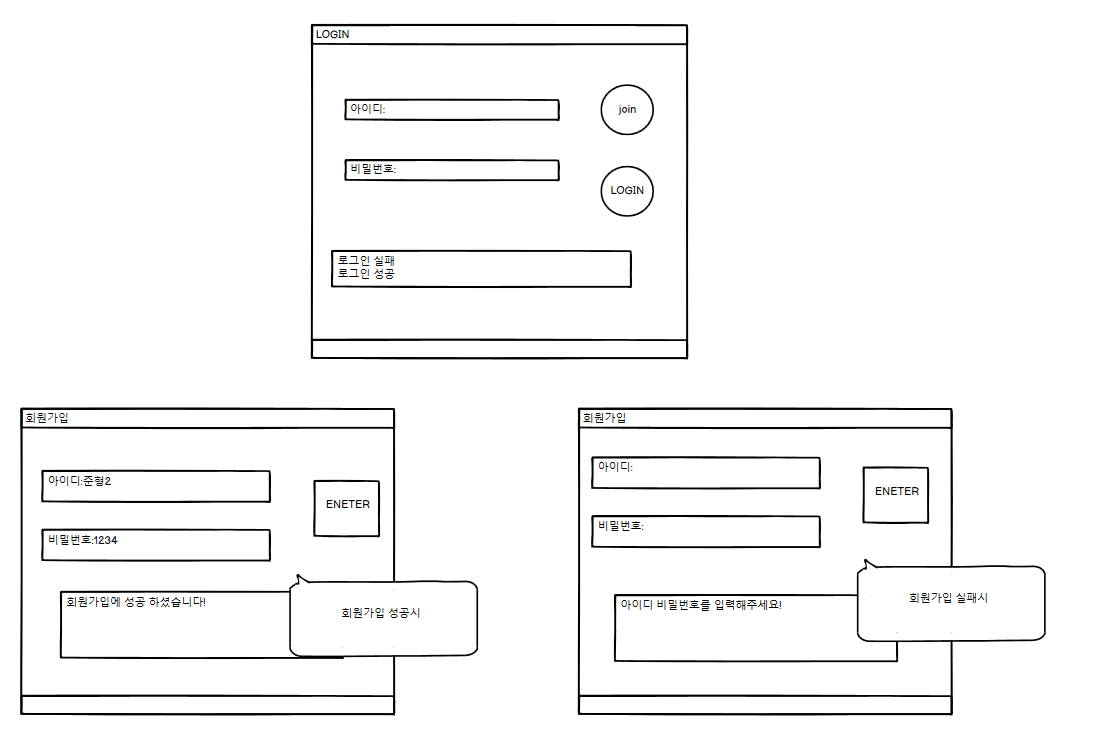 LOGIN
아이디:
join
비밀번호:
LOGIN
로그인 실패
로그인 성공
회원가입
아이디:준형2
ENETER
비밀번호:1234
회원가입에 성공 하셨습니다!
회원가입 성공시
회원가입
아이디:
ENETER
비밀번호:
아이디 비밀번호를 입력해주세요!
회원가입 실패시